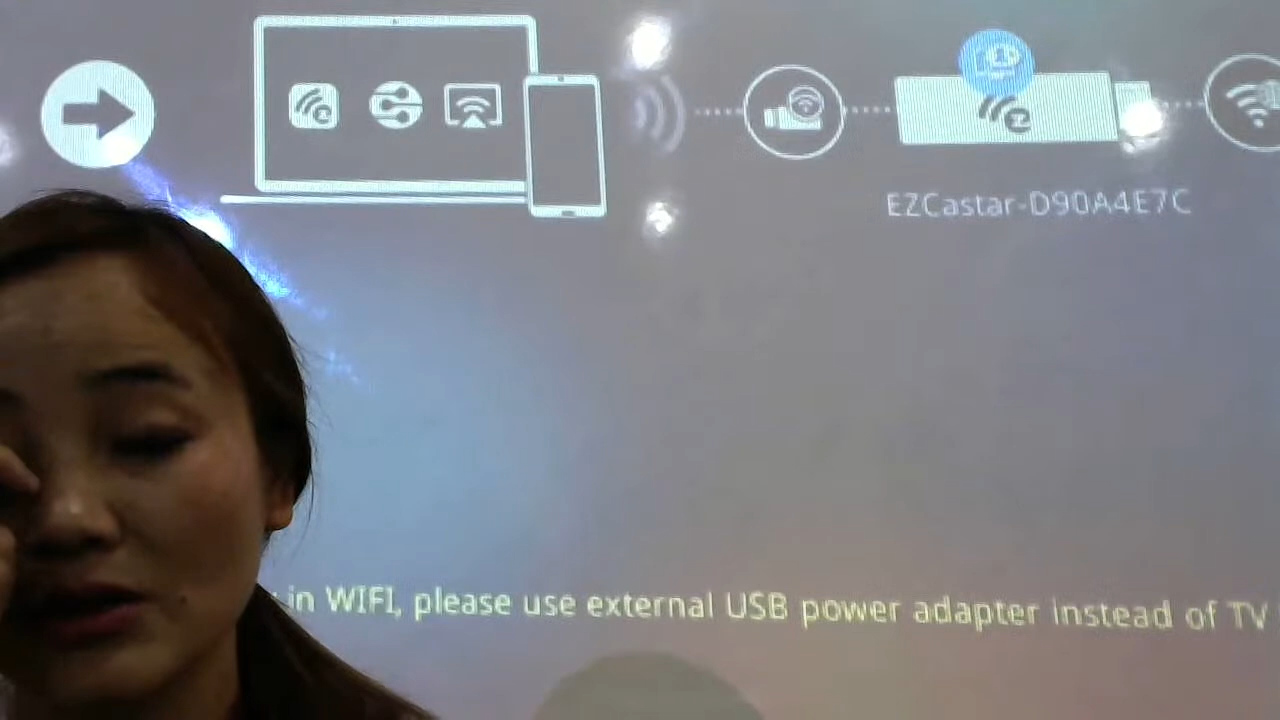 EZCastar-D90A4E7C
in WIFI, please use external USB power adapter instead of TV